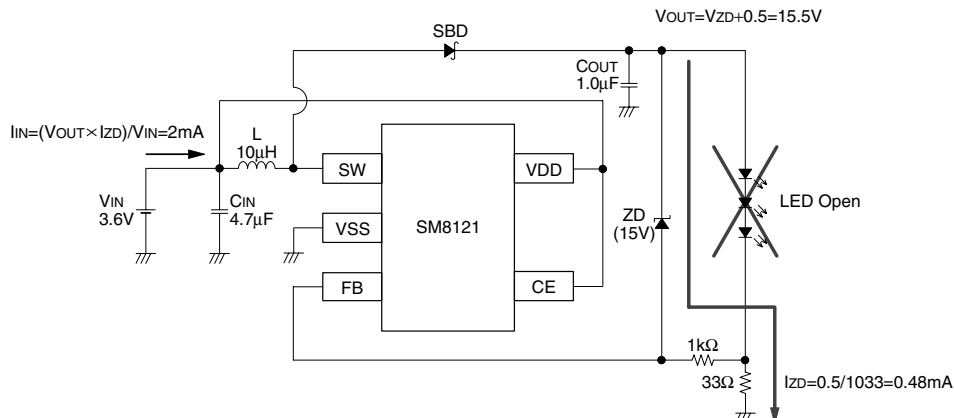 VOUT=VZD+0.5=15.5V
SBD
COUT
1.0μF
IIN=(VOUT×IZD)/VIN=2mA
L
10μH
SW
VDD
LED Open
VIN
3.6V
CIN
4.7μF
VSS
SM8121
ZD
(15V)
FB
CE
1kΩ
33Ω
IZD=0.5/1033=0.48mA